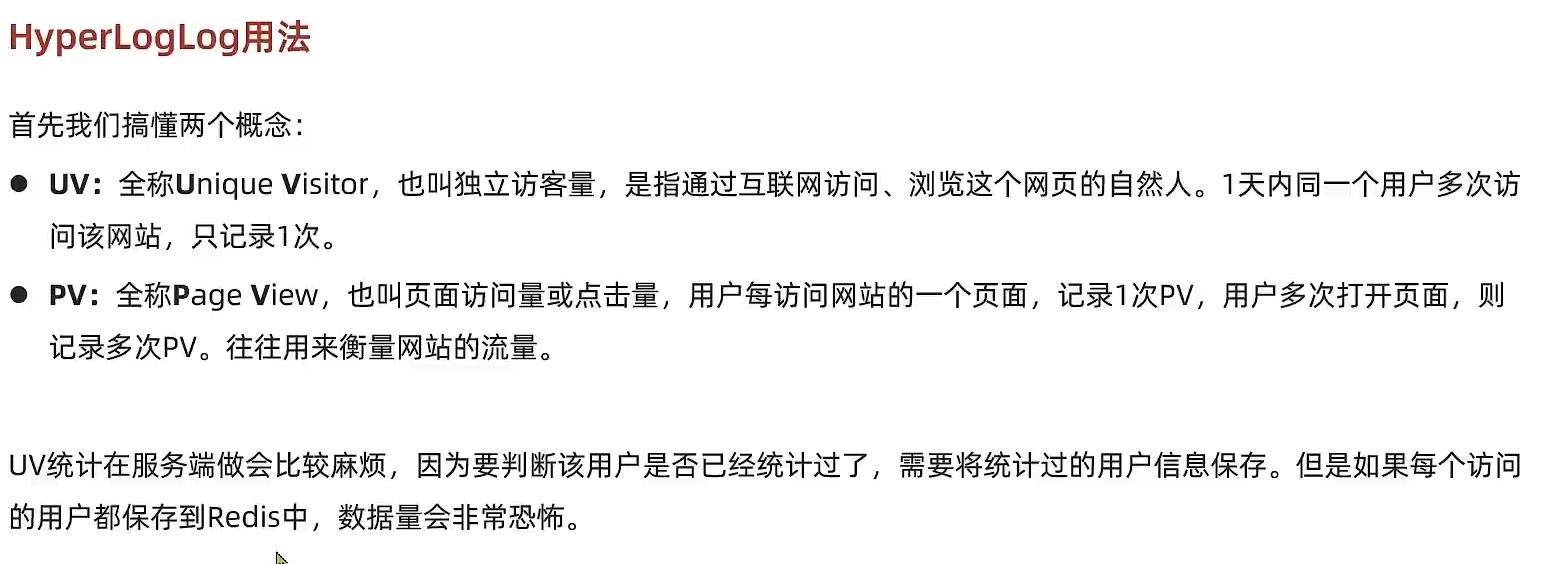 HyperLogLog用法
首先我们搞懂两个概念：
● UV：全称Unique Visitor，也叫独立访客量，是指通过互联网访问、浏览这个网页的自然人。1天内同一个用户多次访
问该网站，只记录1次。
● PV：全称Page View，也叫页面访问量或点击量，用户每访问网站的一个页面，记录1次PV，用户多次打开页面，则
记录多次PV。往往用来衡量网站的流量。
UV统计在服务端做会比较麻烦，因为要判断该用户是否已经统计过了，需要将统计过的用户信息保存。但是如果每个访问
的用户都保存到Redis中，数据量会非常恐怖。